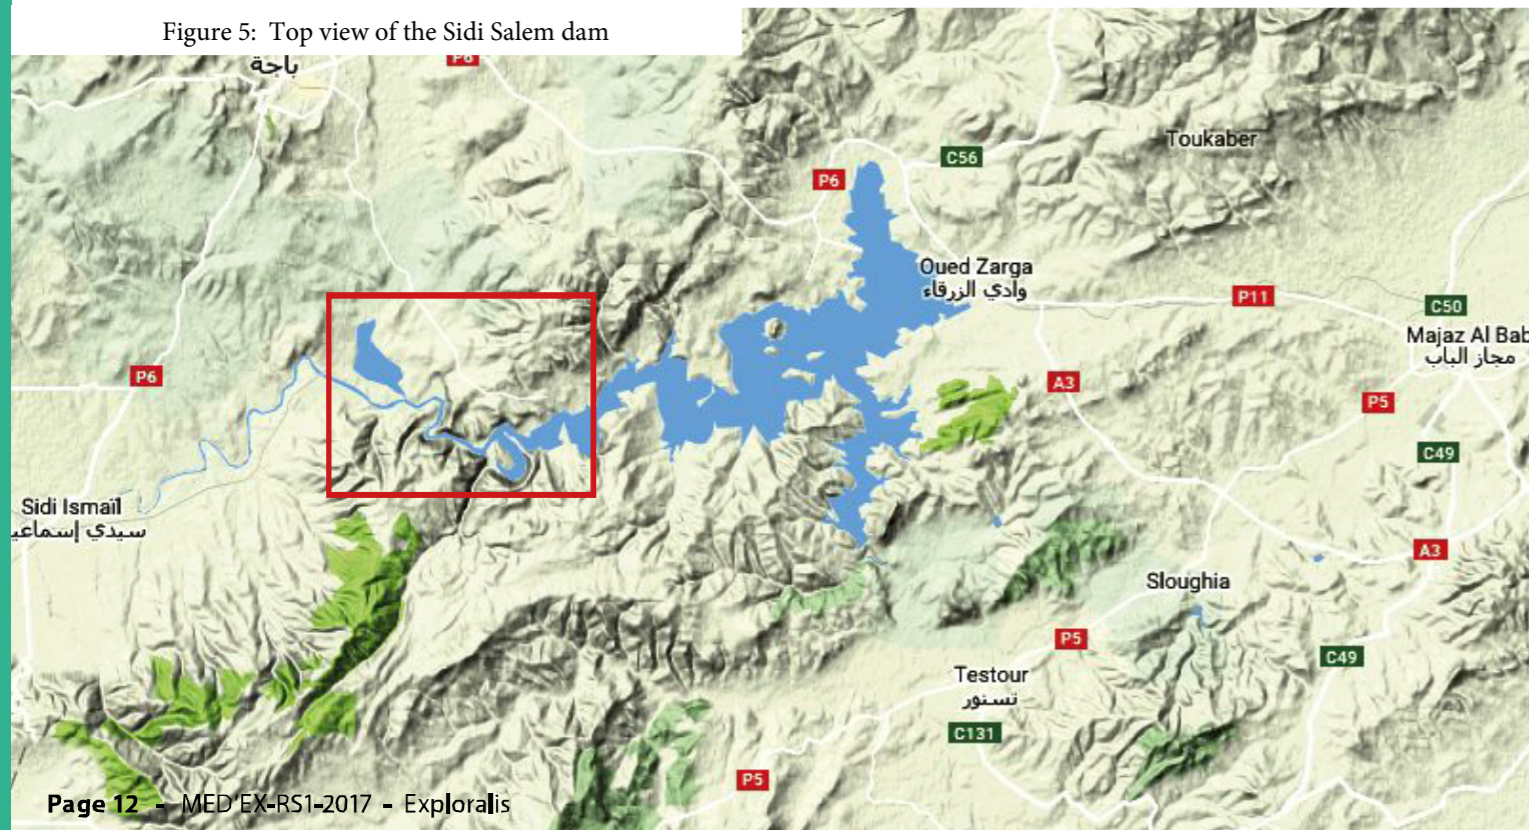 Figure 5: Top view of the Sidi Salem dam
باجة
P6
C56
Toukaber
P6
Oued Zarga
وادي الزرقاء
P11
C50
Majaz Al Bab
مجاز الباب
P6
A3
P5
C49
Sidi Ismaïl
سيدي إسماعي
A3
Sloughia
P5
C49
Testour
تستور
C131
P5
Page 12 - MED'EX-RS1-2017 - Exploralis